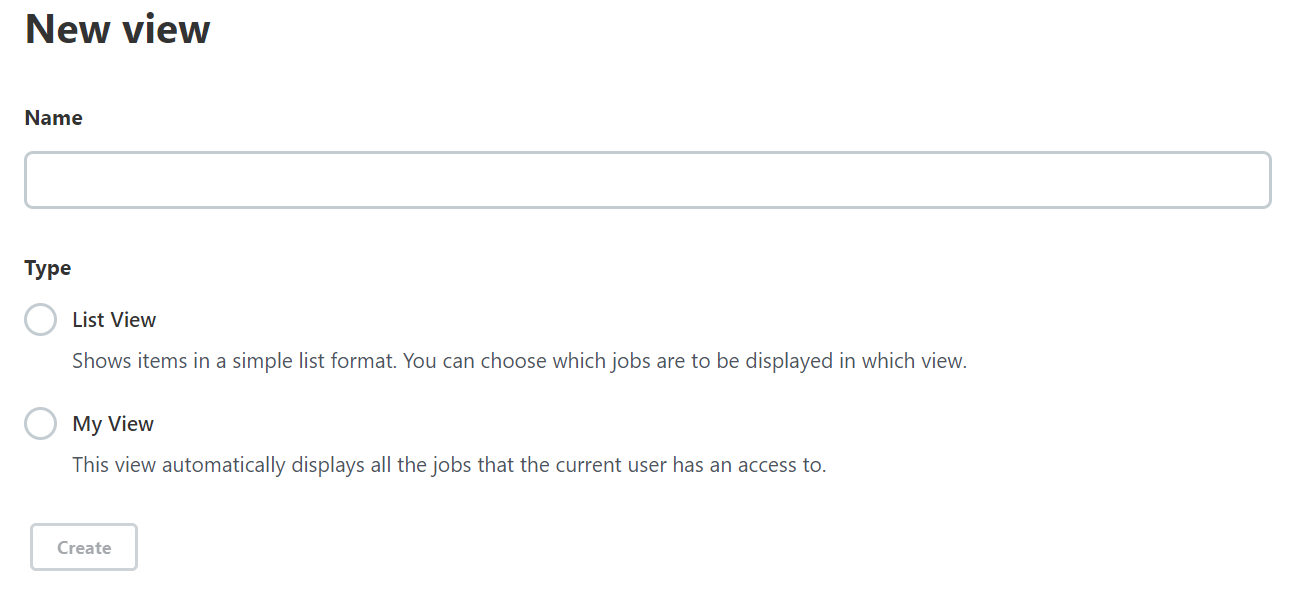 New view
Name
Type
List View
Shows items in a simple list format. You can choose which jobs are to be displayed in which view.
My View
This view automatically displays all the jobs that the current user has an access to.
Create